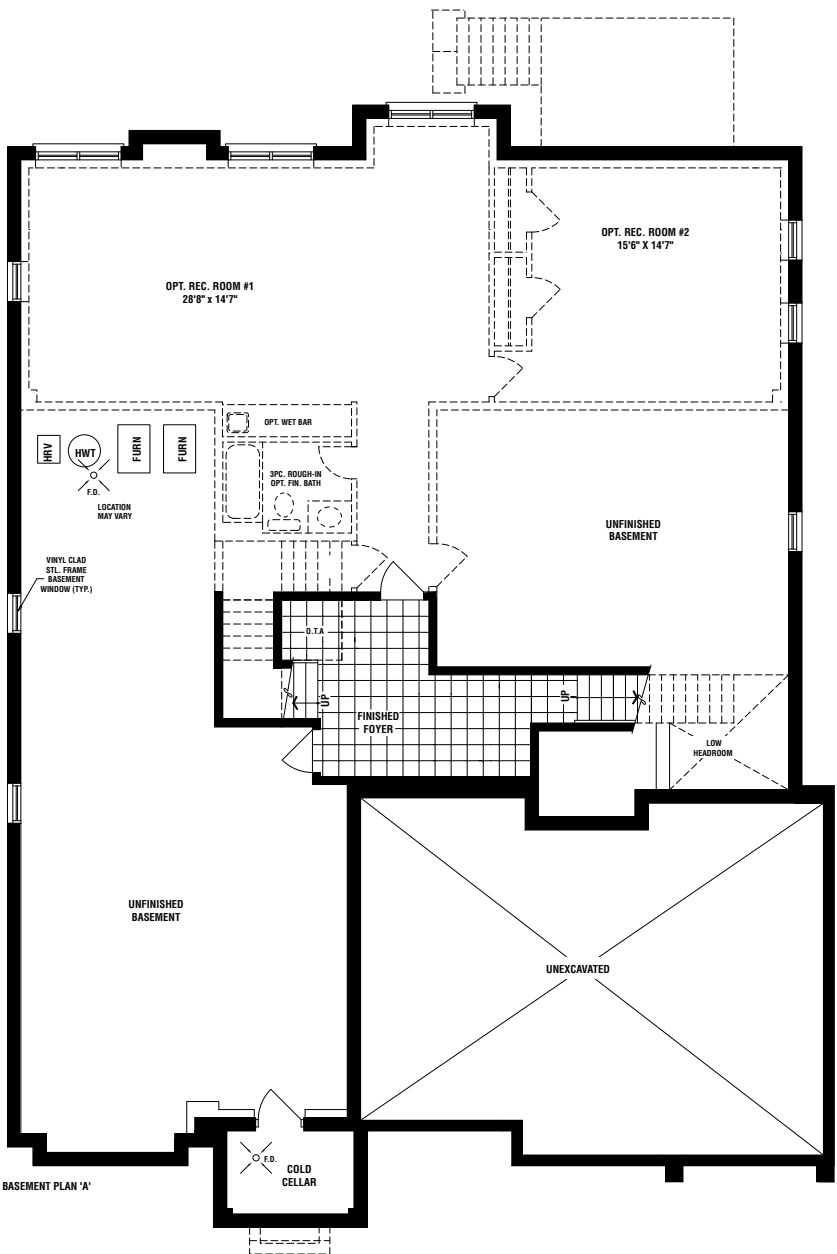 OPT. REC. ROOM #2
15'6" X 14'7"
OPT. REC. ROOM #1
28'8" x 14'7"
OPT. WET BAR
HRV
HWT
FURN
FURN
F.D.
LOCATION
MAY VARY
3PC. ROUGH-IN
OPT. FIN. BATH
UNFINISHED
BASEMENT
VINYL CLAD
STL. FRAME
BASEMENT
WINDOW (TYP.)
O.T.A
UP
UP
FINISHED
FOYER
LOW
HEADROOM
UNFINISHED
BASEMENT
UNEXCAVATED
F.D.
COLD
CELLAR
BASEMENT PLAN 'A'